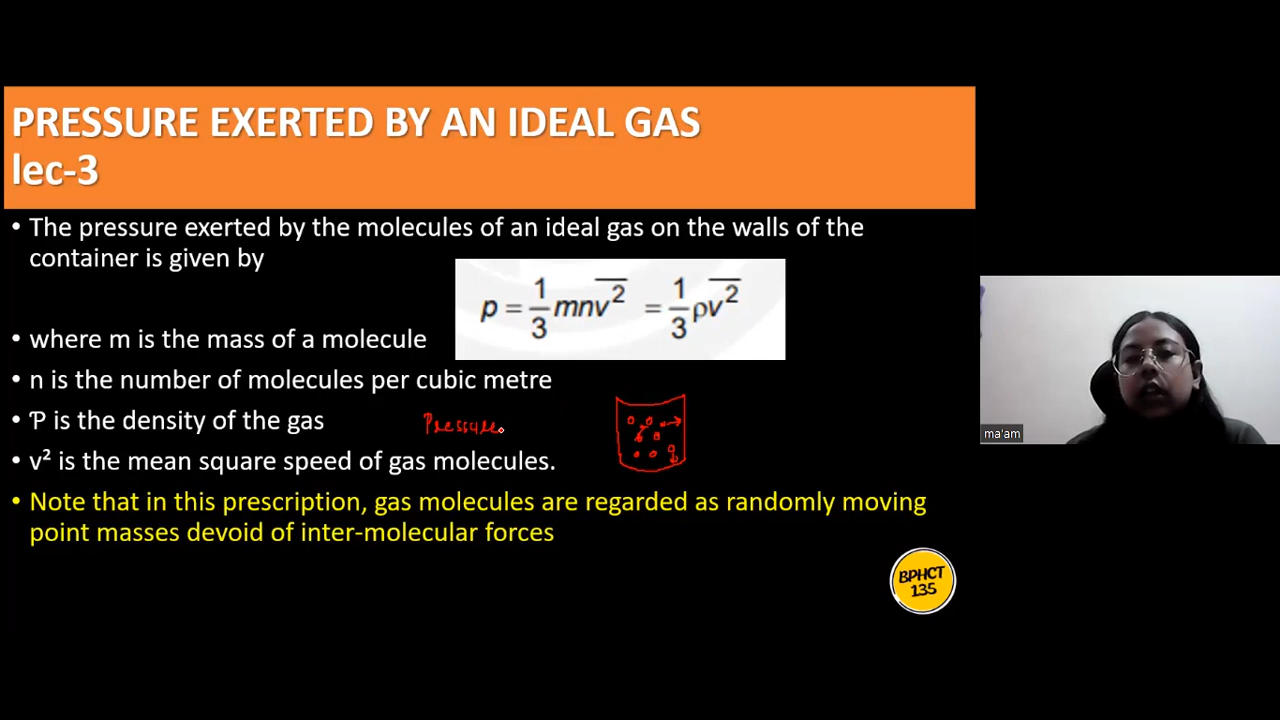 PRESSURE EXERTED BY AN IDEAL GAS
lec-3
• The pressure exerted by the molecules of an ideal gas on the walls of the
container is given by
p = 1/3 mnv̅²̅ = 1/3 ρv̅²̅
• where m is the mass of a molecule
• n is the number of molecules per cubic metre
• Ƥ is the density of the gas
Pressure
• v² is the mean square speed of gas molecules.
• Note that in this prescription, gas molecules are regarded as randomly moving
point masses devoid of inter-molecular forces
ma'am
BPHCT
135